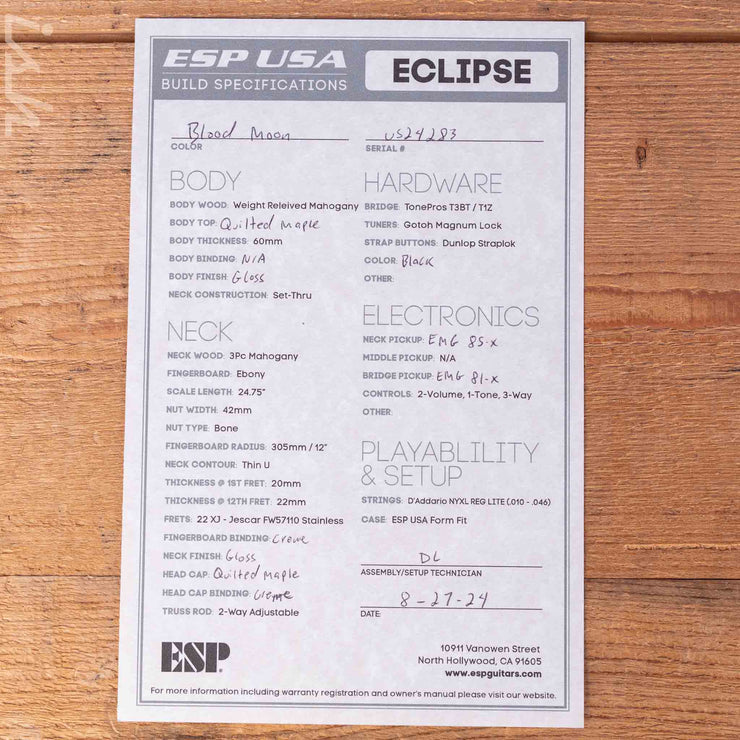 ESP USA
BUILD SPECIFICATIONS
ECLIPSE
Blood Moon
COLOR
US24283
SERIAL #
BODY
BODY WOOD: Weight Releived Mahogany
BODY TOP: Quilted Maple
BODY THICKNESS: 60mm
BODY BINDING: N/A
BODY FINISH: Gloss
NECK CONSTRUCTION: Set-Thru
NECK
NECK WOOD: 3Pc Mahogany
FINGERBOARD: Ebony
SCALE LENGTH: 24.75"
NUT WIDTH: 42mm
NUT TYPE: Bone
FINGERBOARD RADIUS: 305mm / 12"
NECK CONTOUR: Thin U
THICKNESS @ 1ST FRET: 20mm
THICKNESS @ 12TH FRET: 22mm
FRETS: 22 XJ - Jescar FW57110 Stainless
FINGERBOARD BINDING: Creme
NECK FINISH: Gloss
HEAD CAP: Quilted Maple
HEAD CAP BINDING: Creme
TRUSS ROD: 2-Way Adjustable
HARDWARE
BRIDGE: TonePros T3BT / T1Z
TUNERS: Gotoh Magnum Lock
STRAP BUTTONS: Dunlop Straplok
COLOR: Black
OTHER:
ELECTRONICS
NECK PICKUP: EMG 85-X
MIDDLE PICKUP: N/A
BRIDGE PICKUP: EMG 81-X
CONTROLS: 2-Volume, 1-Tone, 3-Way
OTHER:
PLAYABLILITY
& SETUP
STRINGS: D'Addario NYXL REG LITE (.010 - .046)
CASE: ESP USA Form Fit
DL
ASSEMBLY/SETUP TECHNICIAN
8-27-24
DATE:
ESP
10911 Vanowen Street
North Hollywood, CA 91605
www.espguitars.com
For more information including warranty registration and owner's manual please visit our website.